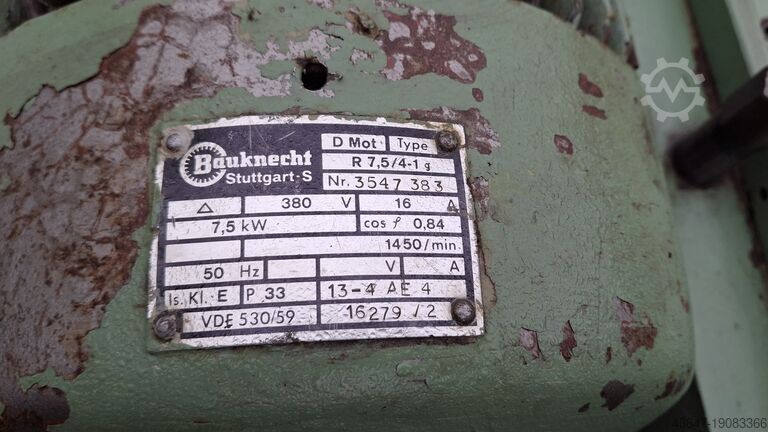 Bauknecht
Stuttgart-S
D Mot. Type
R 7,5/4-1 g
Nr. 3547 383
△ 380 V 16 A
7,5 kW cos φ 0,84
1450/min
50 Hz V A
Is. Kl. E P 33 13-4 AE 4
VDE 530/59 16279 / 2
-19083366